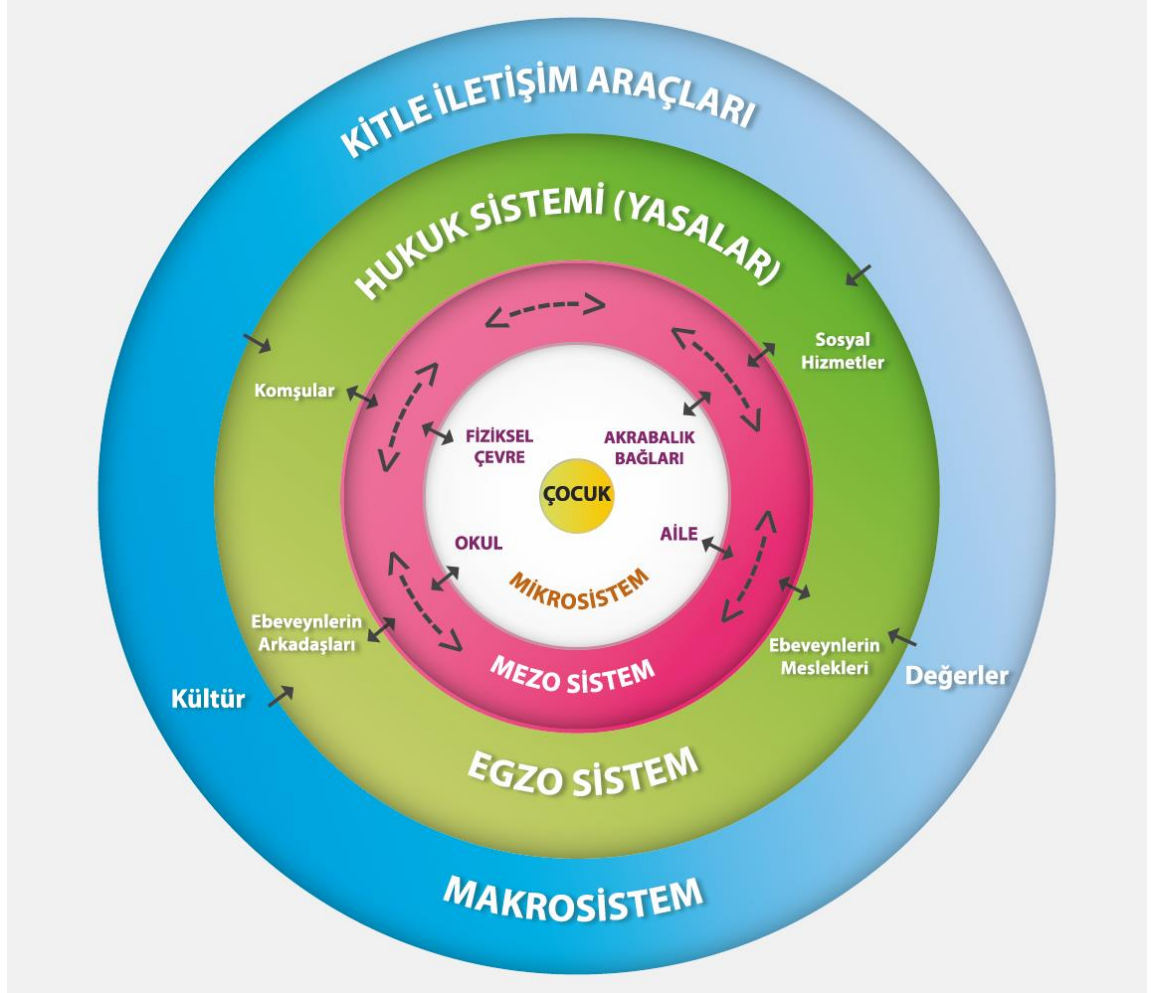 KİTLE İLETİŞİM ARAÇLARI
HUKUK SİSTEMİ (YASALAR)
Sosyal
Hizmetler
Komşular
FİZİKSEL
ÇEVRE
AKRABALIK
BAĞLARI
ÇOCUK
OKUL
AİLE
MİKROSİSTEM
Ebeveynlerin
Arkadaşları
Ebeveynlerin
Meslekleri
MEZO SİSTEM
Değerler
Kültür
EGZO SİSTEM
MAKROSİSTEM